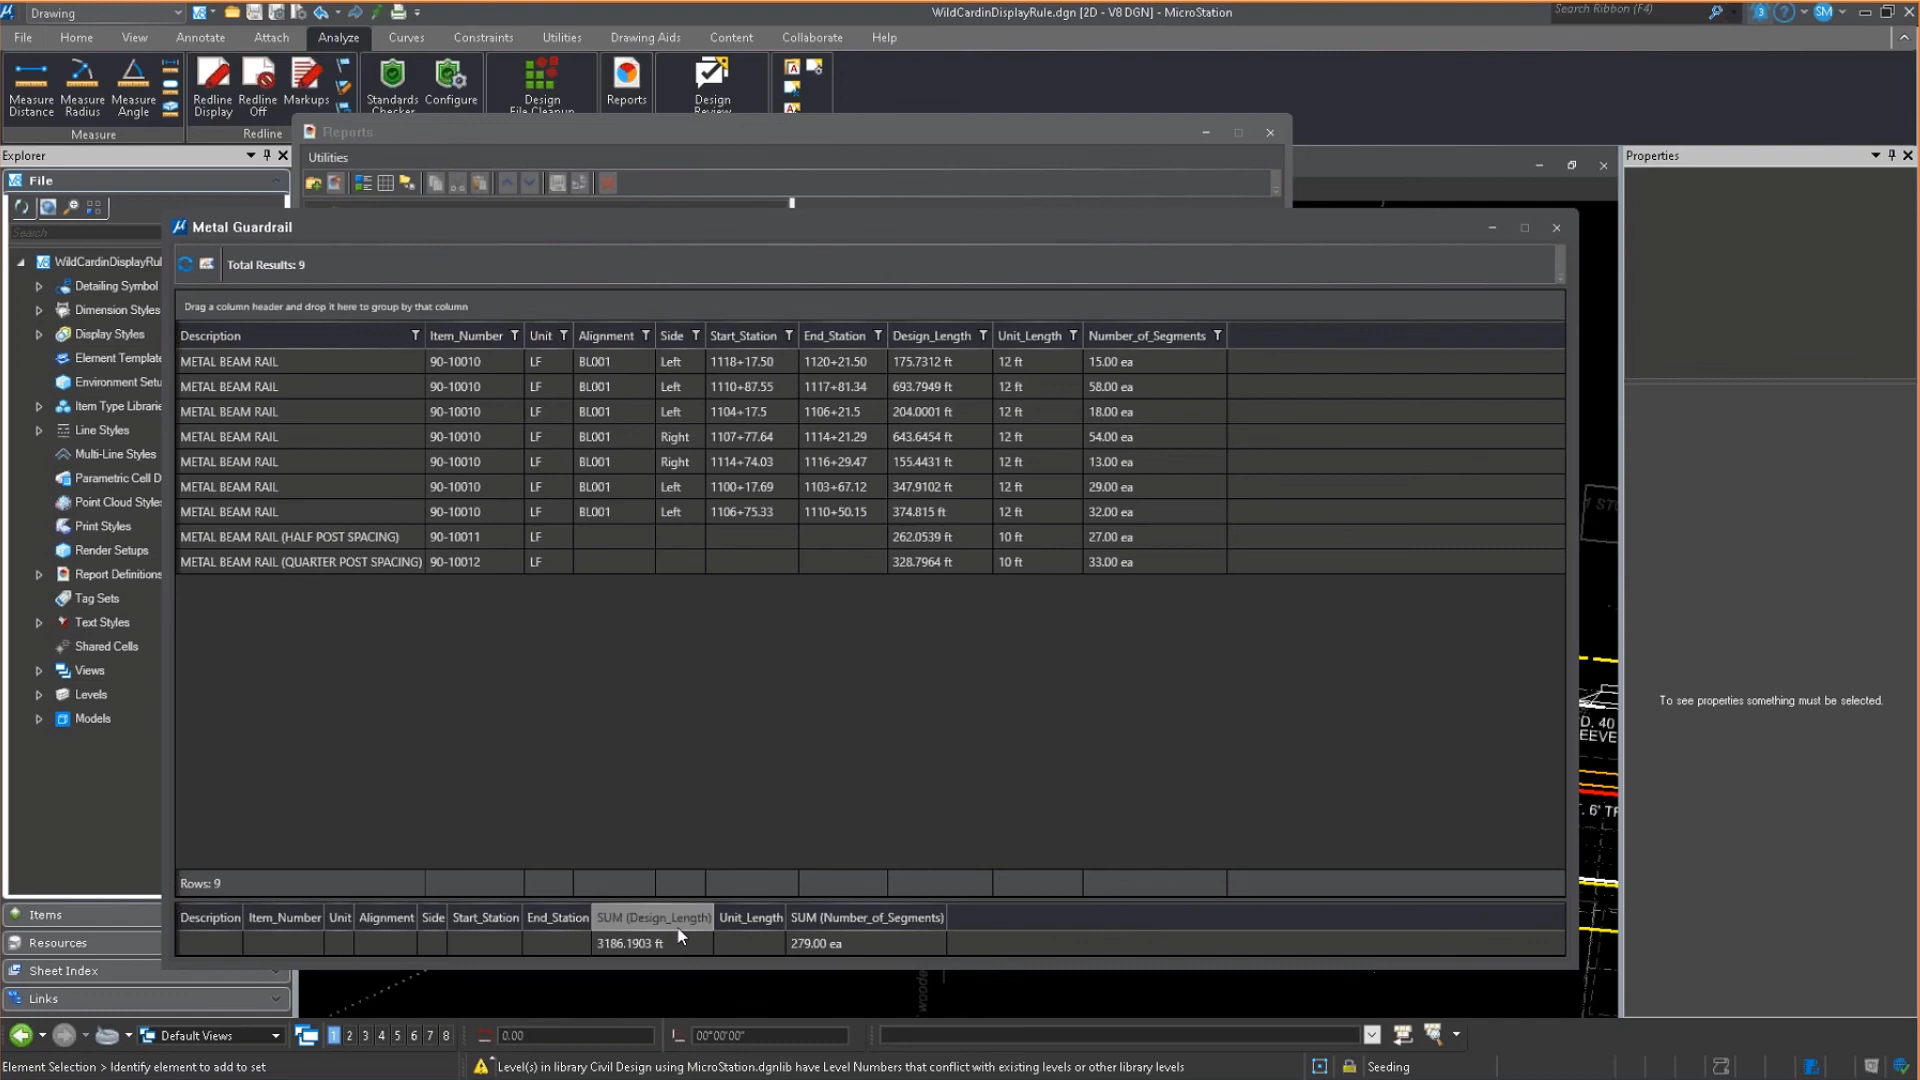 Drawing
WildCardinDisplayRule.dgn [2D - V8 DGN] - MicroStation
Search Ribbon (F4)
3
SM
File Home View Annotate Attach Analyze Curves Constraints Utilities Drawing Aids Content Collaborate Help
Measure Distance
Measure Radius
Measure Angle
Redline Display
Redline Off
Markups
Standards Checker
Configure
Design File Cleanup
Reports
Design Review
Measure
Redline
Explorer
Reports
Utilities
Properties
File
Search
Metal Guardrail
Total Results: 9
Drag a column header and drop it here to group by that column
Description Item_Number Unit Alignment Side Start_Station End_Station Design_Length Unit_Length Number_of_Segments
METAL BEAM RAIL 90-10010 LF BL001 Left 1118+17.50 1120+21.50 175.7312 ft 12 ft 15.00 ea
METAL BEAM RAIL 90-10010 LF BL001 Left 1110+87.55 1117+81.34 693.7949 ft 12 ft 58.00 ea
METAL BEAM RAIL 90-10010 LF BL001 Left 1104+17.5 1106+21.5 204.0001 ft 12 ft 18.00 ea
METAL BEAM RAIL 90-10010 LF BL001 Right 1107+77.64 1114+21.29 643.6454 ft 12 ft 54.00 ea
METAL BEAM RAIL 90-10010 LF BL001 Right 1114+74.03 1116+29.47 155.4431 ft 12 ft 13.00 ea
METAL BEAM RAIL 90-10010 LF BL001 Left 1100+17.69 1103+67.12 347.9102 ft 12 ft 29.00 ea
METAL BEAM RAIL 90-10010 LF BL001 Left 1106+75.33 1110+50.15 374.815 ft 12 ft 32.00 ea
METAL BEAM RAIL (HALF POST SPACING) 90-10011 LF 262.0539 ft 10 ft 27.00 ea
METAL BEAM RAIL (QUARTER POST SPACING) 90-10012 LF 328.7964 ft 10 ft 33.00 ea
Rows: 9
Description Item_Number Unit Alignment Side Start_Station End_Station SUM (Design_Length) Unit_Length SUM (Number_of_Segments)
3186.1903 ft 279.00 ea
WildCardinDisplayRul
Detailing Symbol
Dimension Styles
Display Styles
Element Templat
Environment Setu
Item Type Librarie
Line Styles
Multi-Line Styles
Parametric Cell D
Point Cloud Style
Print Styles
Render Setups
Report Definitions
Tag Sets
Text Styles
Shared Cells
Views
Levels
Models
Items
Resources
Sheet Index
Links
To see properties something must be selected.
D. 40
EEVE
. 6' TF
Default Views
1 2 3 4 5 6 7 8
0.00
00°00'00"
Element Selection > Identify element to add to set
Level(s) in library Civil Design using MicroStation.dgnlib have Level Numbers that conflict with existing levels or other library levels
Seeding